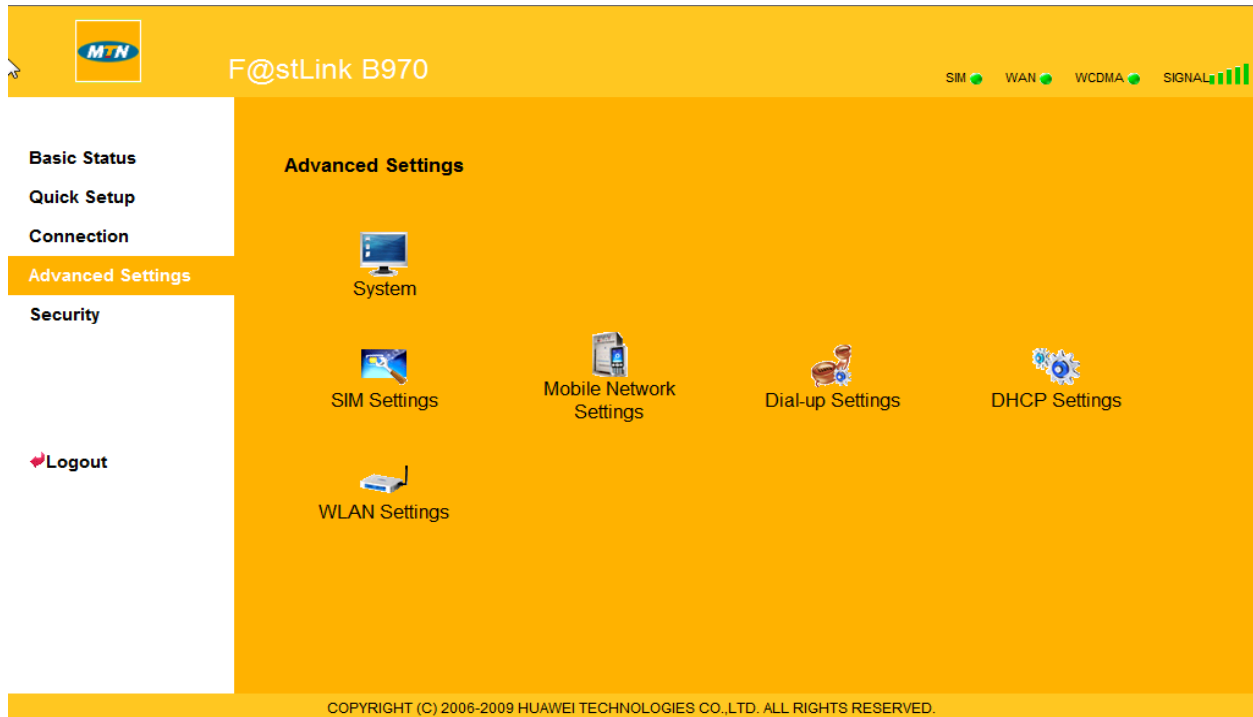 MTN
F@stLink B970
SIM WAN WCDMA SIGNAL
Basic Status
Quick Setup
Connection
Advanced Settings
Security
Logout
Advanced Settings
System
SIM Settings
Mobile Network
Settings
Dial-up Settings
DHCP Settings
WLAN Settings
COPYRIGHT (C) 2006-2009 HUAWEI TECHNOLOGIES CO.,LTD. ALL RIGHTS RESERVED.